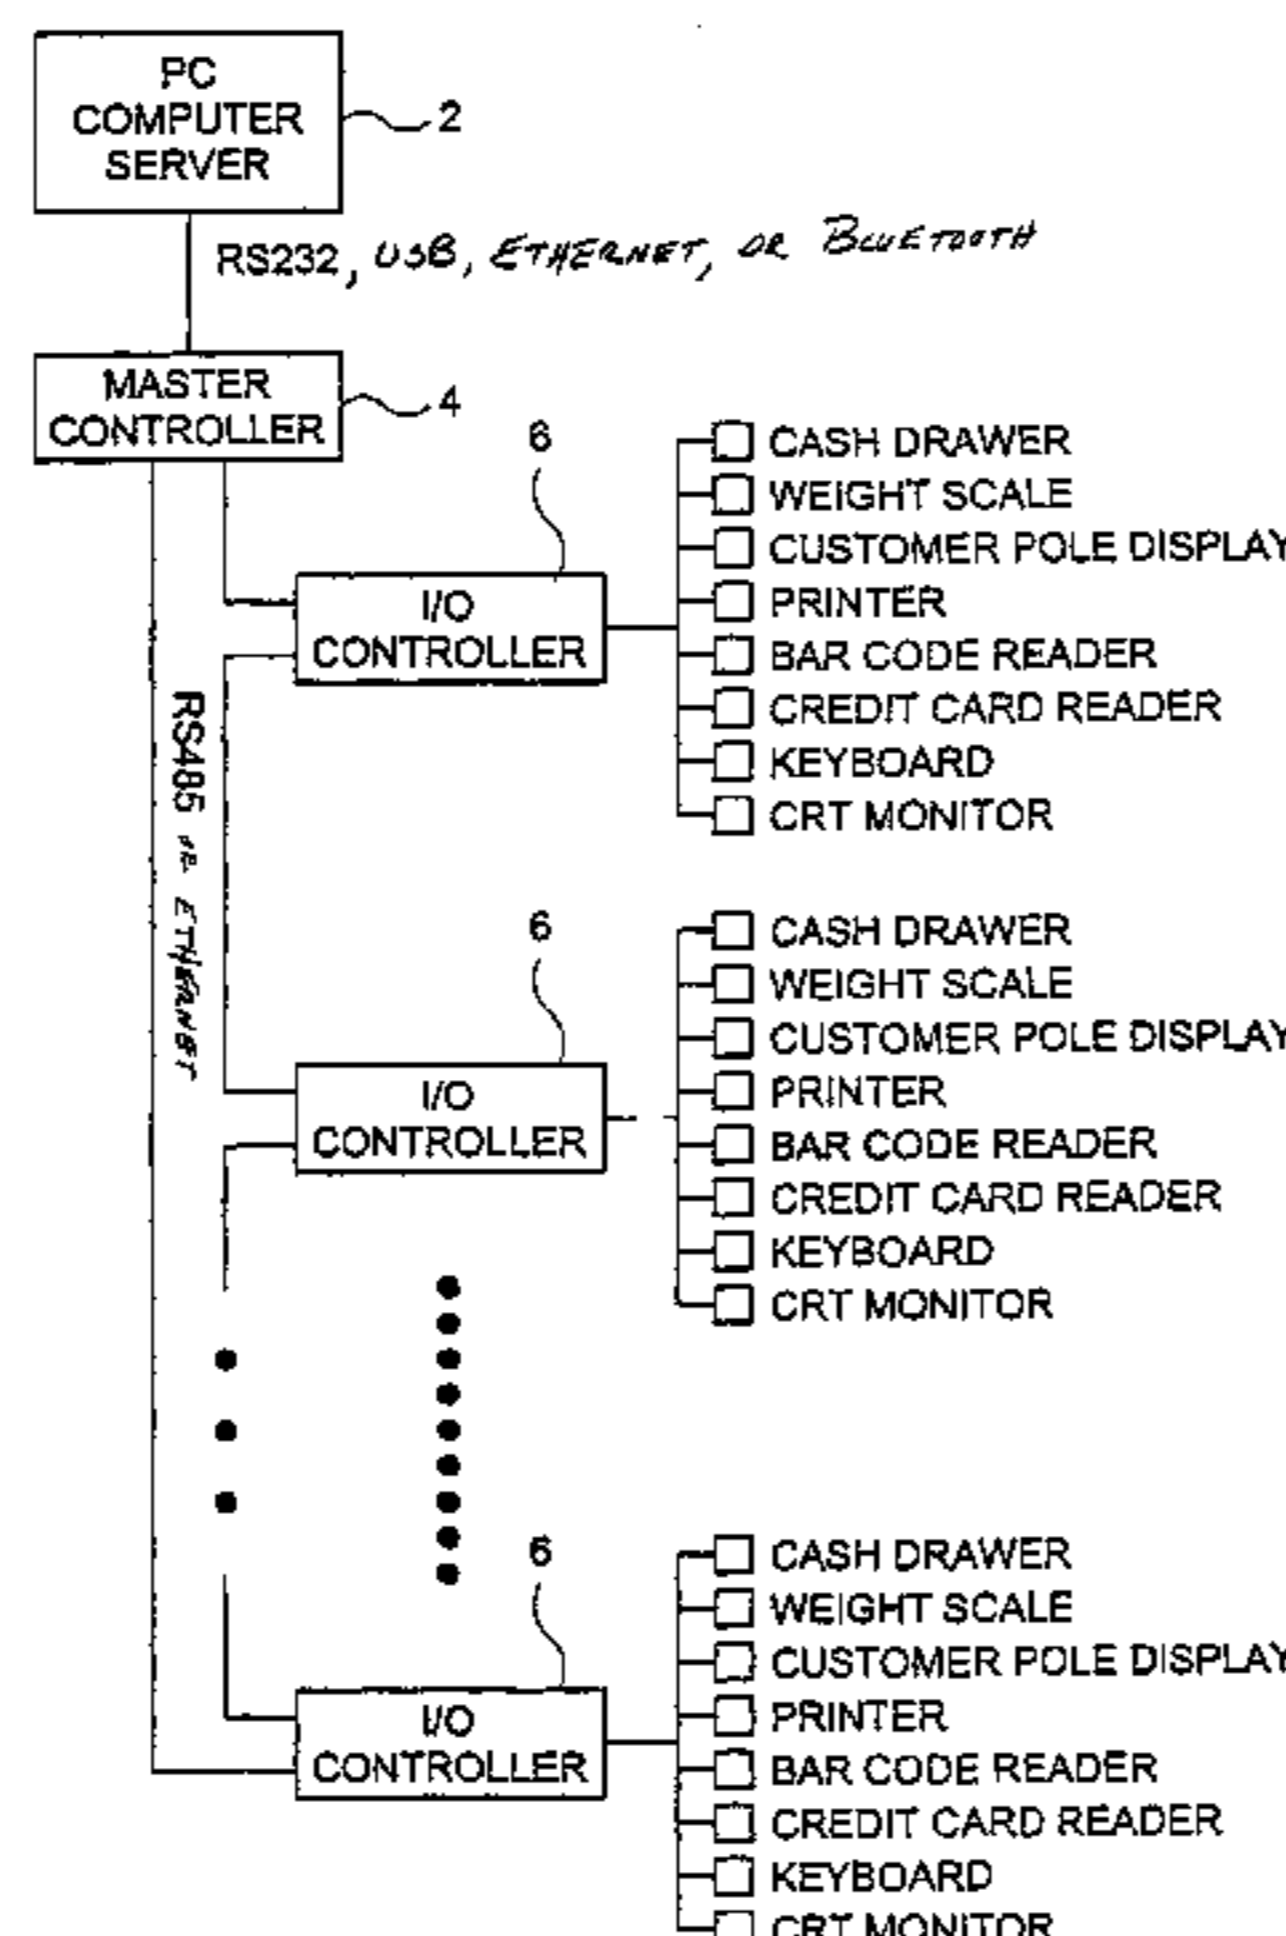 PC
COMPUTER
SERVER
2
RS232, USB, ETHERNET, OR BLUETOOTH
MASTER
CONTROLLER
4
6
I/O
CONTROLLER
CASH DRAWER
WEIGHT SCALE
CUSTOMER POLE DISPLAY
PRINTER
BAR CODE READER
CREDIT CARD READER
KEYBOARD
CRT MONITOR
RS485 OR ETHERNET
6
I/O
CONTROLLER
CASH DRAWER
WEIGHT SCALE
CUSTOMER POLE DISPLAY
PRINTER
BAR CODE READER
CREDIT CARD READER
KEYBOARD
CRT MONITOR
6
I/O
CONTROLLER
CASH DRAWER
WEIGHT SCALE
CUSTOMER POLE DISPLAY
PRINTER
BAR CODE READER
CREDIT CARD READER
KEYBOARD
CRT MONITOR